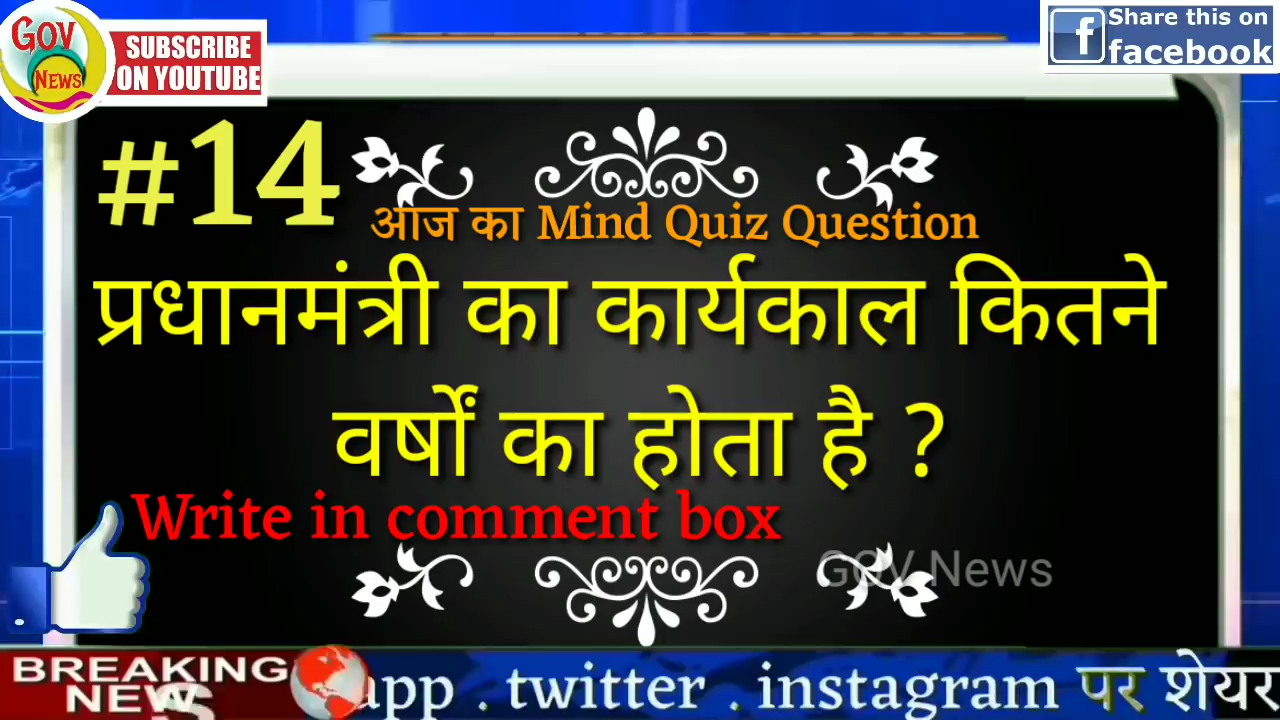 GOV
NEWS
SUBSCRIBE
ON YOUTUBE
Share this on
facebook
#14
आज का Mind Quiz Question
प्रधानमंत्री का कार्यकाल कितने
वर्षों का होता है ?
Write in comment box
GOV News
BREAKING
NEW
app . twitter . instagram पर शेयर